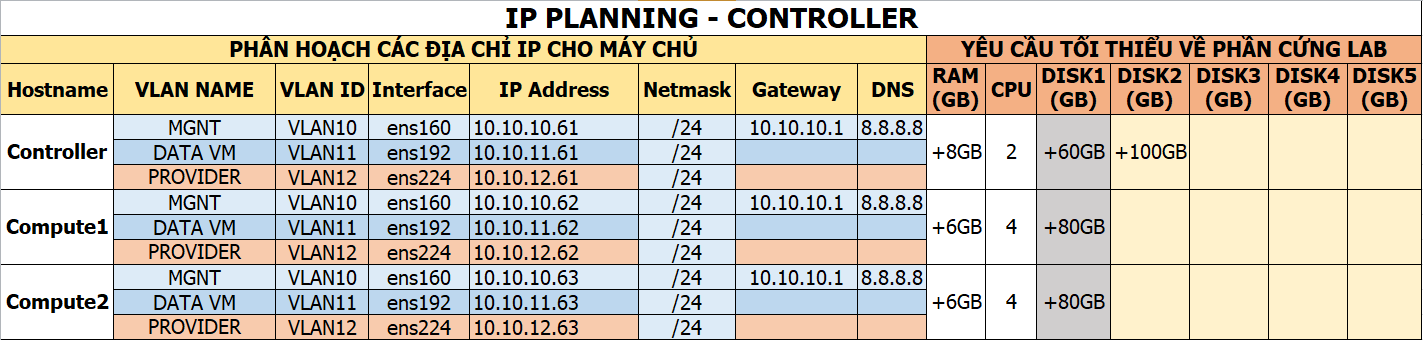 IP PLANNING - CONTROLLER
PHÂN HOẠCH CÁC ĐỊA CHỈ IP CHO MÁY CHỦ YÊU CẦU TỐI THIỂU VỀ PHẦN CỨNG LAB
Hostname VLAN NAME VLAN ID Interface IP Address Netmask Gateway DNS RAM (GB) CPU DISK1 (GB) DISK2 (GB) DISK3 (GB) DISK4 (GB) DISK5 (GB)
MGNT VLAN10 ens160 10.10.10.61 /24 10.10.10.1 8.8.8.8
Controller DATA VM VLAN11 ens192 10.10.11.61 /24 +8GB 2 +60GB +100GB
PROVIDER VLAN12 ens224 10.10.12.61 /24
MGNT VLAN10 ens160 10.10.10.62 /24 10.10.10.1 8.8.8.8
Compute1 DATA VM VLAN11 ens192 10.10.11.62 /24 +6GB 4 +80GB
PROVIDER VLAN12 ens224 10.10.12.62 /24
MGNT VLAN10 ens160 10.10.10.63 /24 10.10.10.1 8.8.8.8
Compute2 DATA VM VLAN11 ens192 10.10.11.63 /24 +6GB 4 +80GB
PROVIDER VLAN12 ens224 10.10.12.63 /24